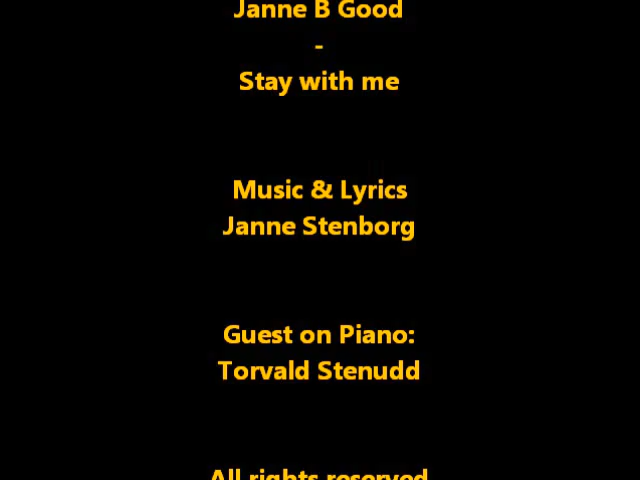 Janne B Good
-
Stay with me
Music & Lyrics
Janne Stenborg
Guest on Piano:
Torvald Stenudd
All rights reserved